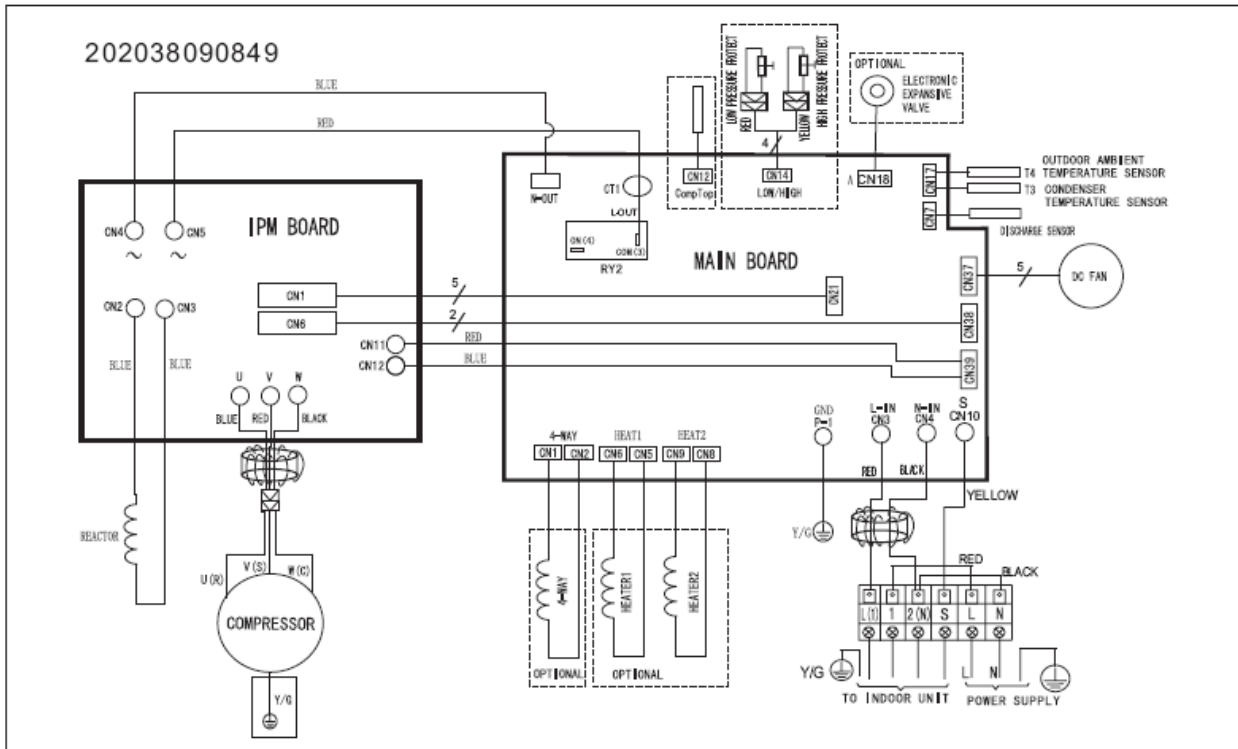 202038090849
BLUE
RED
LOW PRESSURE PROTECT
HIGH PRESSURE PROTECT
RED
YELLOW
4
OPTIONAL
ELECTRONIC
EXPANSIVE
VALVE
CN12
CompTop
CN14
LOW/HIGH
A
CN18
CN17
T4
OUTDOOR AMBIENT
TEMPERATURE SENSOR
T3
CONDENSER
TEMPERATURE SENSOR
CN7
DISCHARGE SENSOR
N-OUT
CT1
L-OUT
ON(4)
COM(3)
RY2
IPM BOARD
CN4
CN5
~
~
MAIN BOARD
CN37
5
DC FAN
CN2
CN3
CN1
5
CN21
CN6
2
CN38
CN11
RED
CN12
BLUE
CN39
BLUE
BLUE
U
V
W
BLUE
RED
BLACK
GND
P-1
L-IN
CN3
N-IN
CN4
S
CN10
4-WAY
CN1
CN2
HEAT1
CN6
CN5
HEAT2
CN9
CN8
RED
BLACK
YELLOW
REACTOR
Y/G
RED
BLACK
U(R)
V(S)
W(C)
COMPRESSOR
4-WAY
HEATER1
HEATER2
L(1)
1
2(N)
S
L
N
OPTIONAL
OPTIONAL
Y/G
L
N
Y/G
TO INDOOR UNIT
POWER SUPPLY